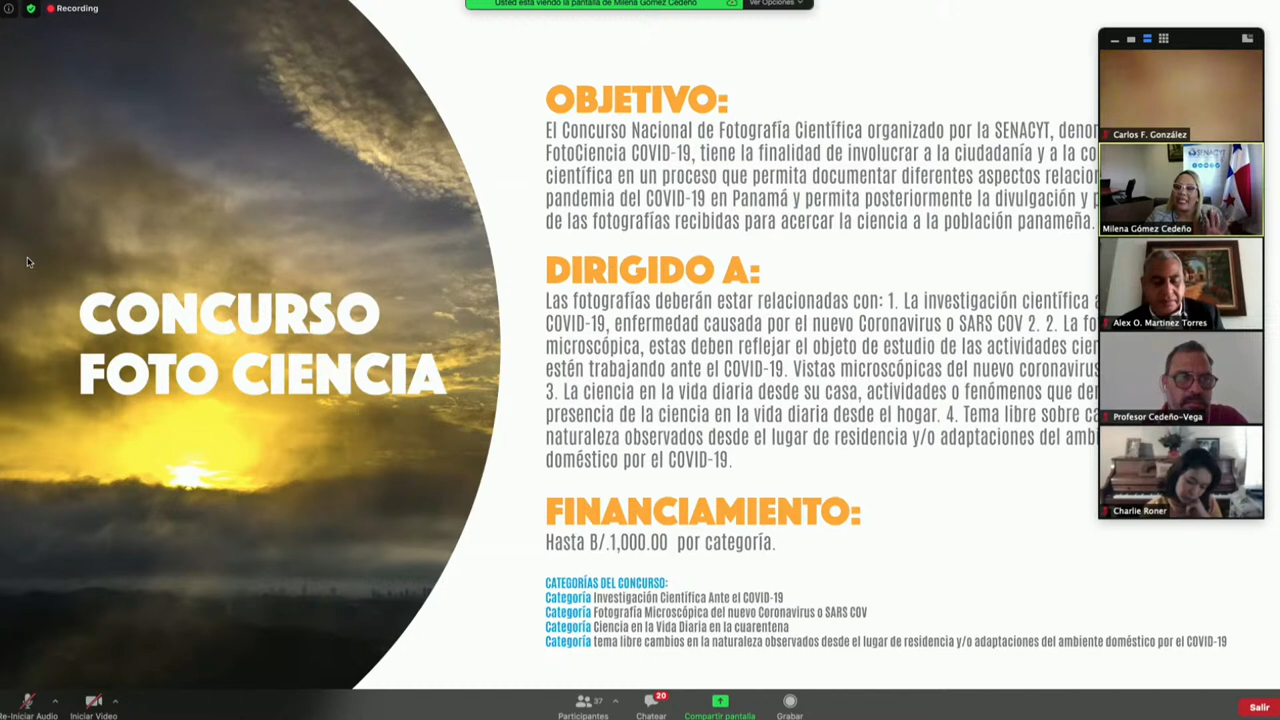 Recording
Usted está viendo la pantalla de Milena Gómez Cedeño
Ver Opciones
CONCURSO
FOTO CIENCIA
OBJETIVO:
El Concurso Nacional de Fotografía Científica organizado por la SENACYT,
FotoCiencia COVID-19, tiene la finalidad de involucrar a la ciudadanía y a la
científica en un proceso que permita documentar diferentes aspectos
pandemia del COVID-19 en Panamá y permita posteriormente la divulgación y
de las fotografías recibidas para acercar la ciencia a la población panameña.
DIRIGIDO A:
Las fotografías deberán estar relacionadas con: 1. La investigación científica
COVID-19, enfermedad causada por el nuevo Coronavirus o SARS COV 2. 2. La
microscópica, estas deben reflejar el objeto de estudio de las actividades
estén trabajando ante el COVID-19. Vistas microscópicas del nuevo coronavirus
3. La ciencia en la vida diaria desde su casa, actividades o fenómenos que
presencia de la ciencia en la vida diaria desde el hogar. 4. Tema libre sobre
naturaleza observados desde el lugar de residencia y/o adaptaciones del
doméstico por el COVID-19.
FINANCIAMIENTO:
Hasta B/.1,000.00 por categoría.
CATEGORÍAS DEL CONCURSO:
Categoría Investigación Científica Ante el COVID-19
Categoría Fotografía Microscópica del nuevo Coronavirus o SARS COV
Categoría Ciencia en la Vida Diaria en la cuarentena
Categoría tema libre cambios en la naturaleza observados desde el lugar de residencia y/o adaptaciones del ambiente doméstico por el COVID-19
Carlos F. González
SENACYT
Milena Gómez Cedeño
Alex O. Martinez Torres
Profesor Cedeño-Vega
Charlie Roner
Re-Iniciar Audio
Iniciar Video
37
Participantes
20
Chatear
Compartir pantalla
Grabar
Salir